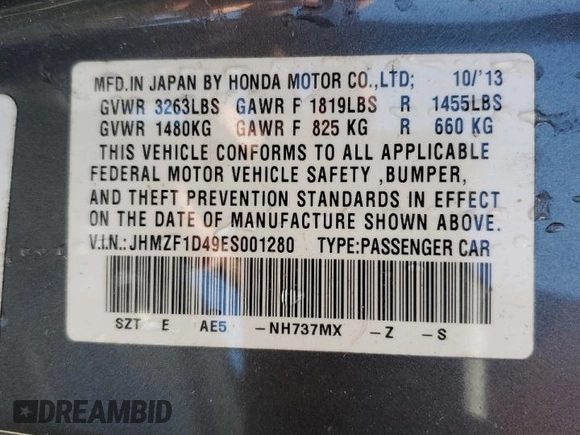 MFD.IN JAPAN BY HONDA MOTOR CO.,LTD; 10/'13
GVWR 3263LBS GAWR F 1819LBS R 1455LBS
GVWR 1480KG GAWR F 825 KG R 660 KG
THIS VEHICLE CONFORMS TO ALL APPLICABLE
FEDERAL MOTOR VEHICLE SAFETY ,BUMPER,
AND THEFT PREVENTION STANDARDS IN EFFECT
ON THE DATE OF MANUFACTURE SHOWN ABOVE.
V.I.N.:JHMZF1D49ES001280 TYPE:PASSENGER CAR
SZT E AE5 -NH737MX -Z -S
DREAMBID